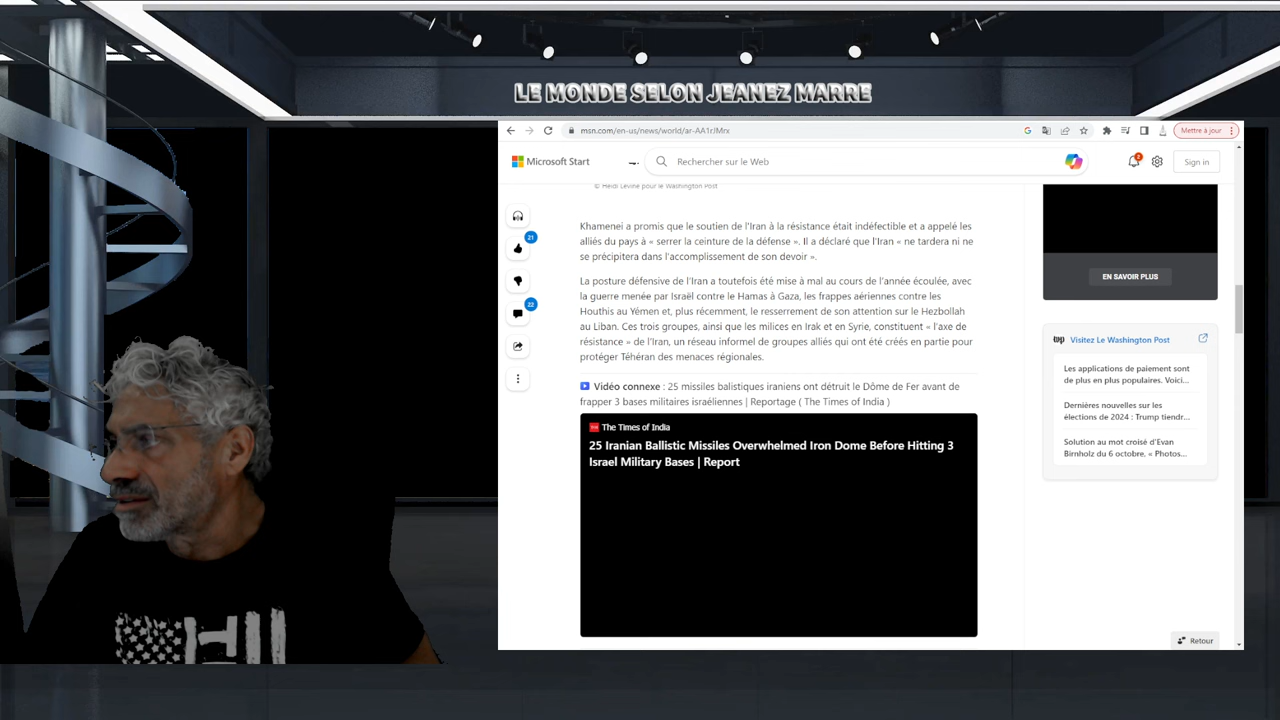 LE MONDE SELON JEANEZ MARRE
msn.com/en-us/news/world/ar-AA1rJMrx
Mettre à jour
Microsoft Start
Rechercher sur le Web
2
Sign in
© Heidi Levine pour le Washington Post
21
22
Khamenei a promis que le soutien de l'Iran à la résistance était indéfectible et a appelé les
alliés du pays à « serrer la ceinture de la défense ». Il a déclaré que l'Iran « ne tardera ni ne
se précipitera dans l'accomplissement de son devoir ».
La posture défensive de l'Iran a toutefois été mise à mal au cours de l'année écoulée, avec
la guerre menée par Israël contre le Hamas à Gaza, les frappes aériennes contre les
Houthis au Yémen et, plus récemment, le resserrement de son attention sur le Hezbollah
au Liban. Ces trois groupes, ainsi que les milices en Irak et en Syrie, constituent « l'axe de
résistance » de l'Iran, un réseau informel de groupes alliés qui ont été créés en partie pour
protéger Téhéran des menaces régionales.
Vidéo connexe : 25 missiles balistiques iraniens ont détruit le Dôme de Fer avant de
frapper 3 bases militaires israéliennes | Reportage ( The Times of India )
The Times of India
25 Iranian Ballistic Missiles Overwhelmed Iron Dome Before Hitting 3
Israel Military Bases | Report
EN SAVOIR PLUS
wp Visitez Le Washington Post
Les applications de paiement sont
de plus en plus populaires. Voici...
Dernières nouvelles sur les
élections de 2024 : Trump tiendr...
Solution au mot croisé d'Evan
Birnholz du 6 octobre, « Photos...
Retour